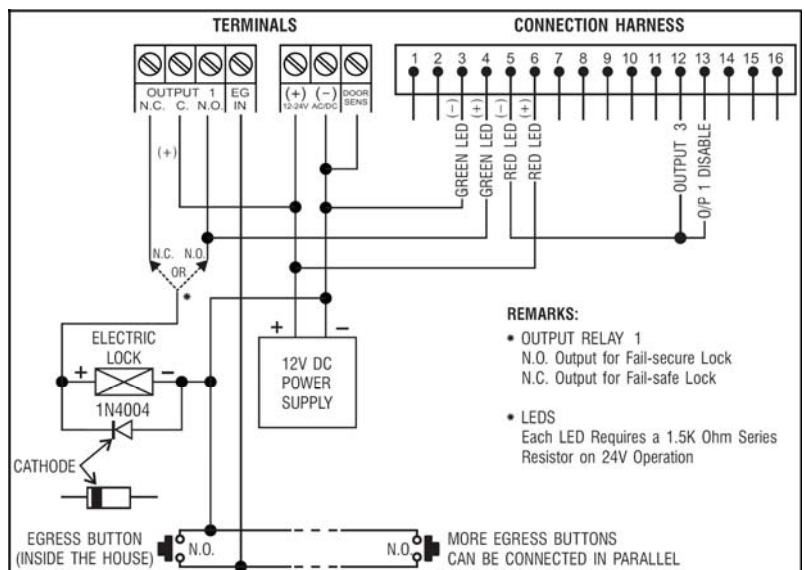 TERMINALS
CONNECTION HARNESS
OUTPUT 1
N.C. C. N.O.
EG
IN
(+)
12-24V
(−)
AC/DC
DOOR
SENS
1 2 3 4 5 6 7 8 9 10 11 12 13 14 15 16
(−)
(+)
(−)
(+)
GREEN LED
GREEN LED
RED LED
RED LED
OUTPUT 3
O/P 1 DISABLE
(+)
N.C. N.O.
OR
*
ELECTRIC
LOCK
+ −
1N4004
CATHODE
+ −
12V DC
POWER
SUPPLY
REMARKS:
* OUTPUT RELAY 1
N.O. Output for Fail-secure Lock
N.C. Output for Fail-safe Lock
* LEDS
Each LED Requires a 1.5K Ohm Series
Resistor on 24V Operation
EGRESS BUTTON
(INSIDE THE HOUSE)
N.O.
N.O.
MORE EGRESS BUTTONS
CAN BE CONNECTED IN PARALLEL